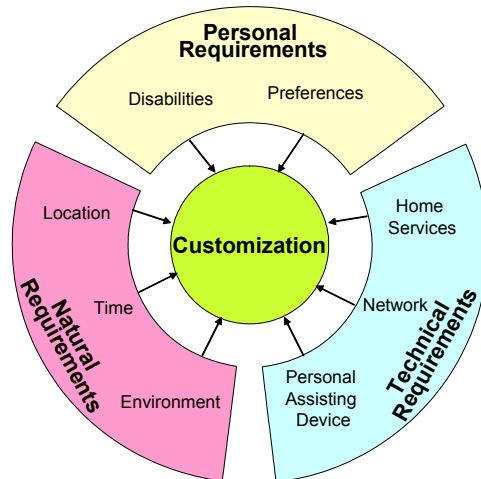 Personal
Requirements
Disabilities
Preferences
Location
Time
Environment
Natural
Requirements
Customization
Home
Services
Network
Personal
Assisting
Device
Technical
Requirements